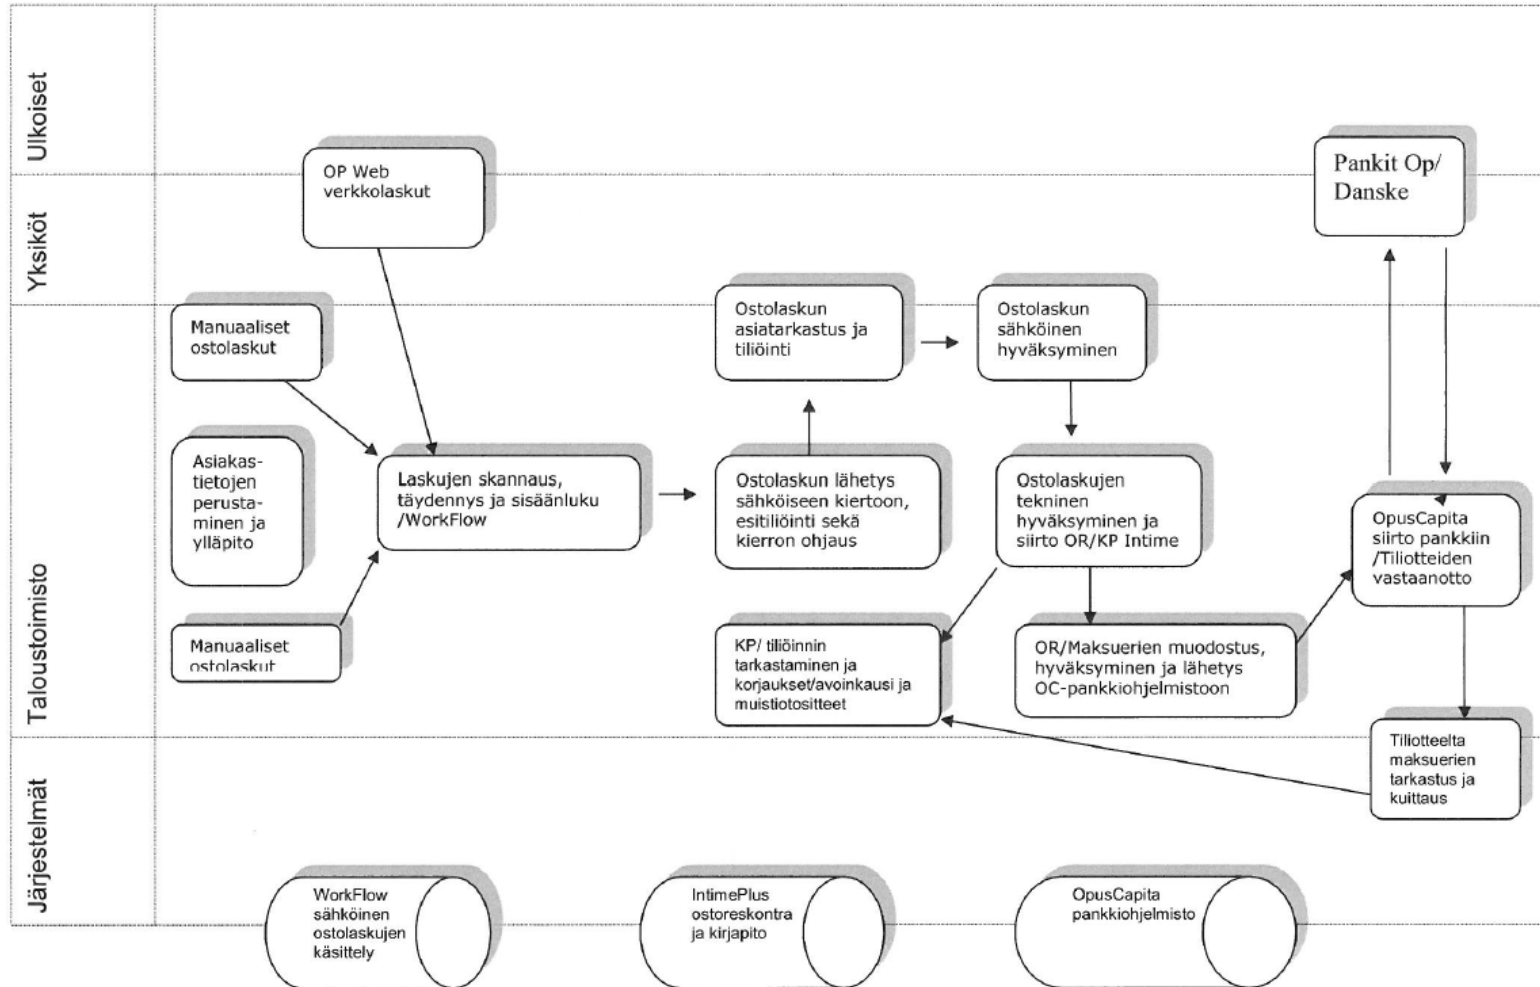 Ulkoiset
OP Web
verkkolaskut
Pankit Op/
Danske
Yksiköt
Manuaaliset
ostolaskut
Ostolaskun
asiatarkastus ja
tiliöinti
Ostolaskun
sähköinen
hyväksyminen
Taloustoimisto
Asiakas-
tietojen
perusta-
minen ja
ylläpito
Laskujen skannaus,
täydennys ja sisäänluku
/WorkFlow
Ostolaskun lähetys
sähköiseen kiertoon,
esitiliöinti sekä
kierron ohjaus
Ostolaskujen
tekninen
hyväksyminen ja
siirto OR/KP Intime
OpusCapita
siirto pankkiin
/Tiliotteiden
vastaanotto
Manuaaliset
ostolaskut
KP/ tiliöinnin
tarkastaminen ja
korjaukset/avoinkausi ja
muistiotositteet
OR/Maksuerien muodostus,
hyväksyminen ja lähetys
OC-pankkiohjelmistoon
Tiliotteelta
maksuerien
tarkastus ja
kuittaus
Järjestelmät
WorkFlow
sähköinen
ostolaskujen
käsittely
IntimePlus
ostoreskontra
ja kirjapito
OpusCapita
pankkiohjelmisto